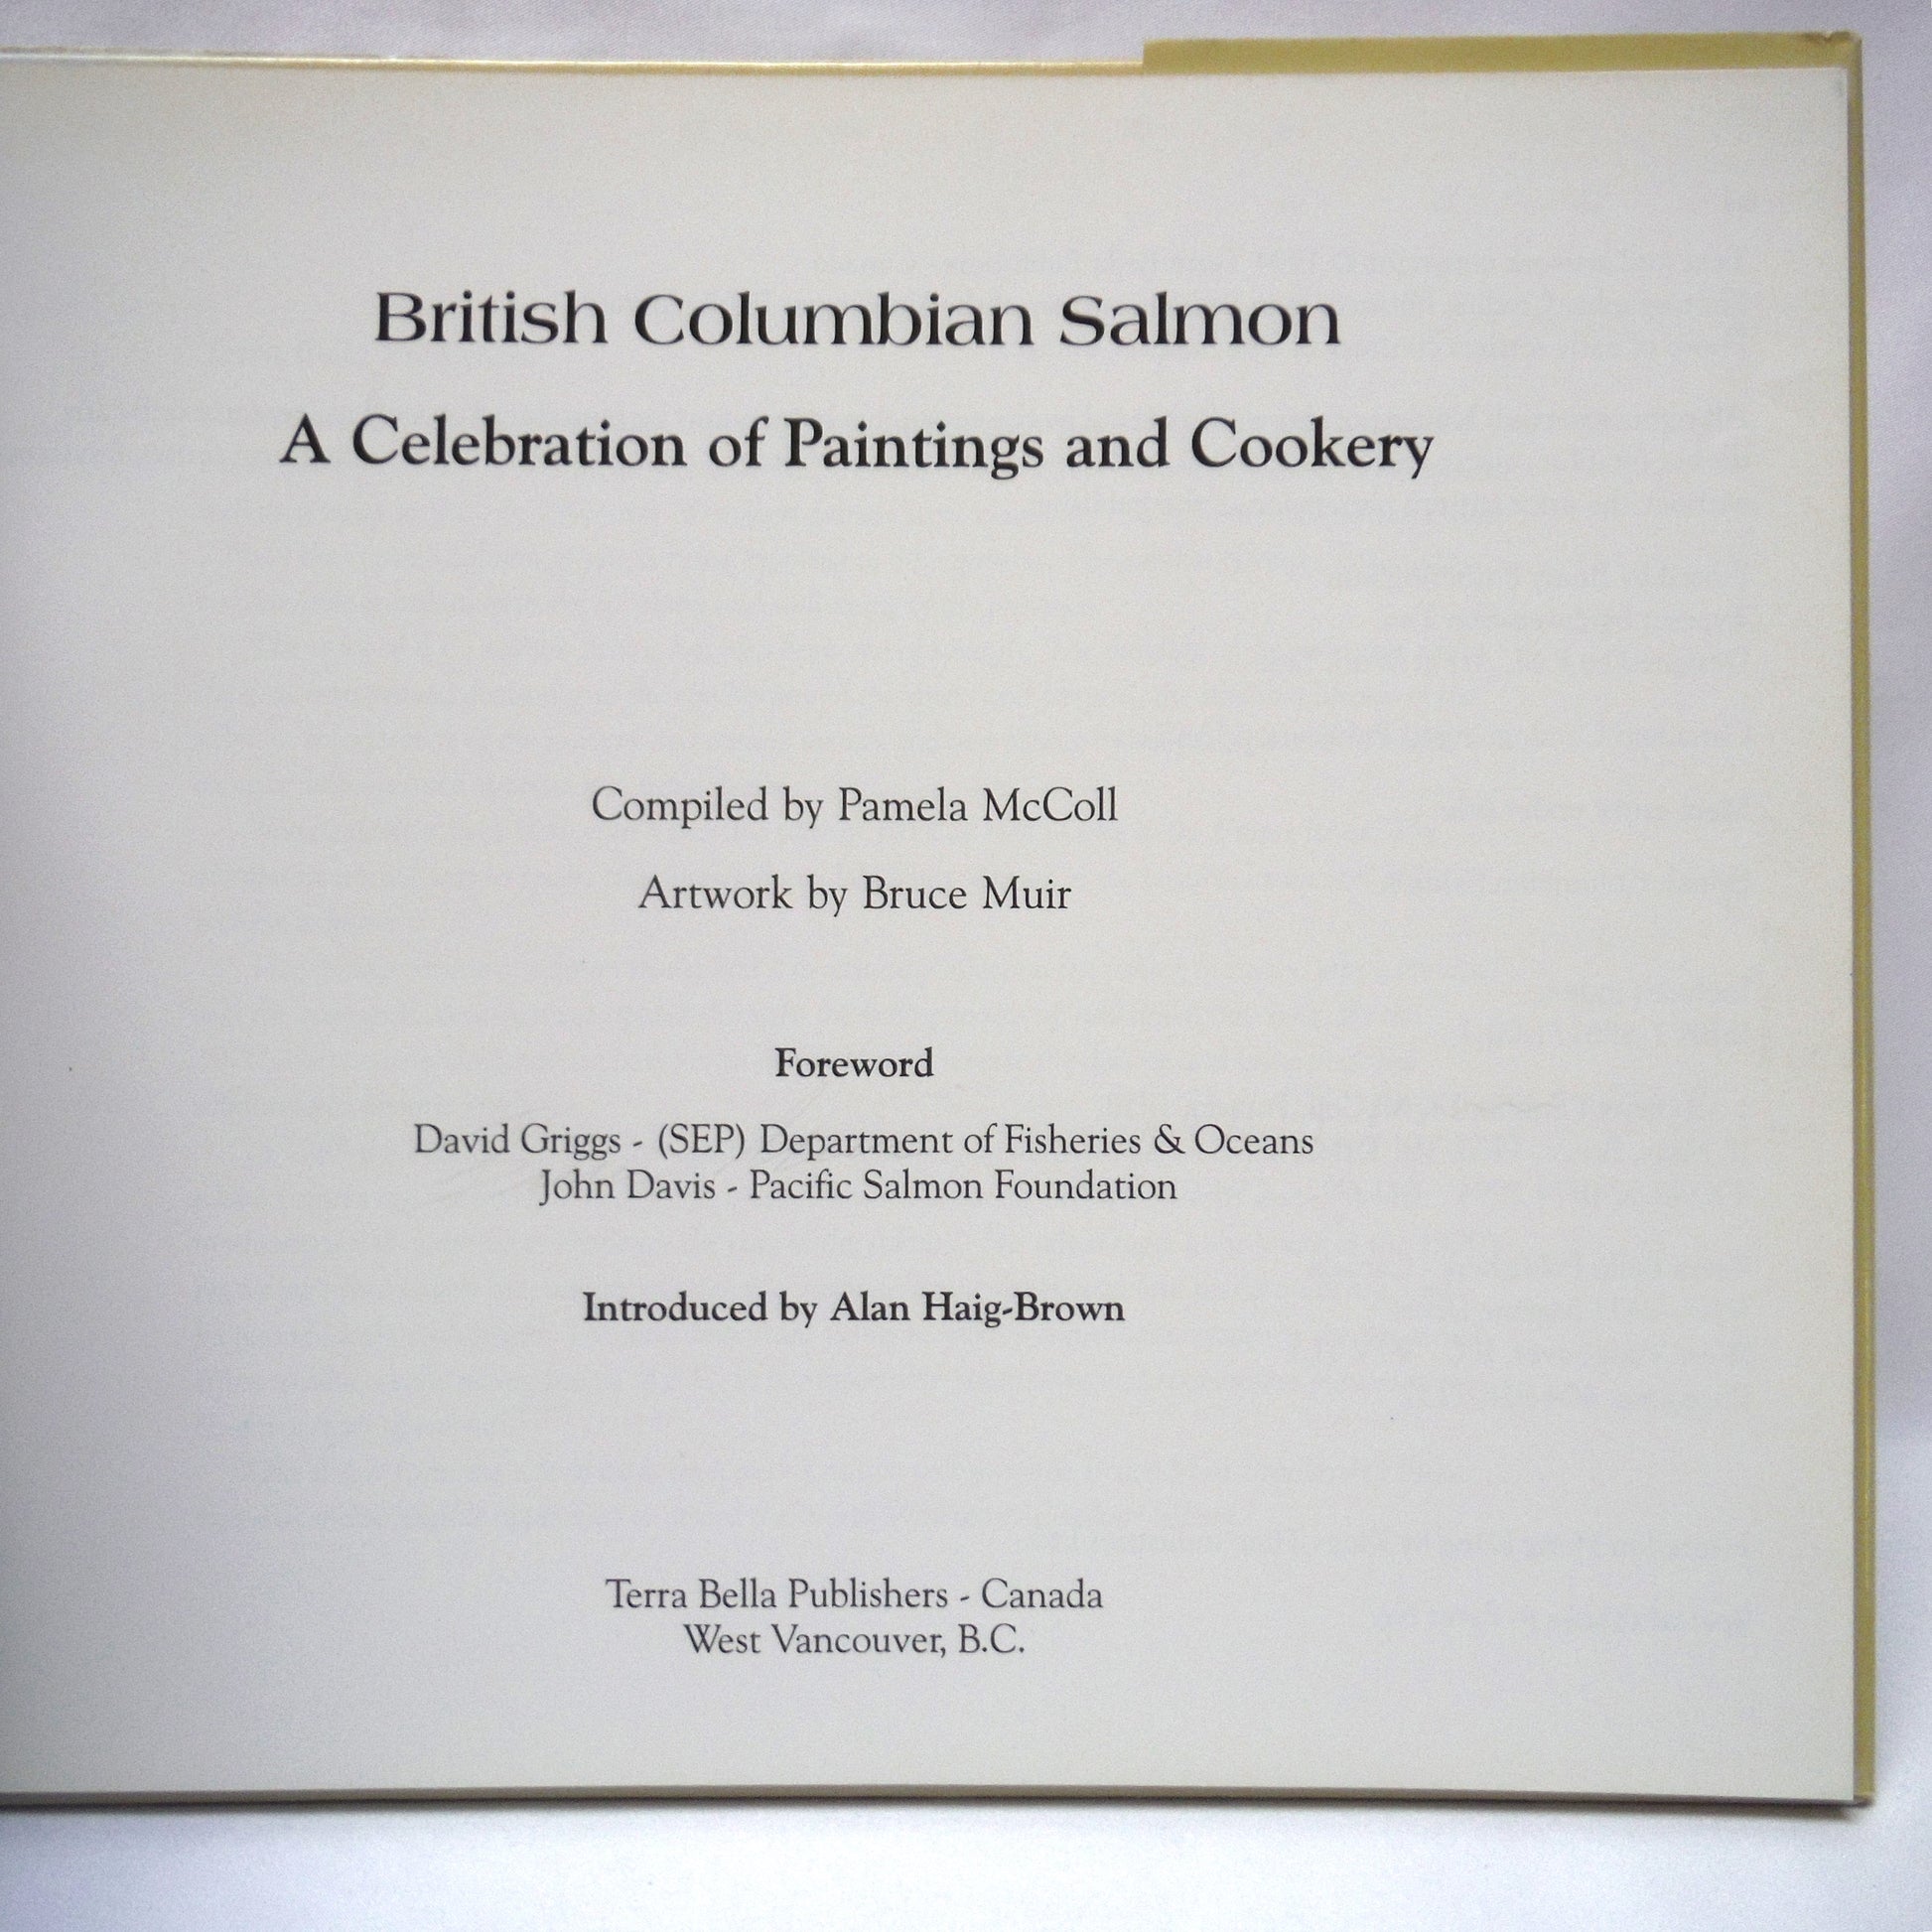 British Columbian Salmon
A Celebration of Paintings and Cookery
Compiled by Pamela McColl
Artwork by Bruce Muir
Foreword
David Griggs - (SEP) Department of Fisheries & Oceans
John Davis - Pacific Salmon Foundation
Introduced by Alan Haig-Brown
Terra Bella Publishers - Canada
West Vancouver, B.C.